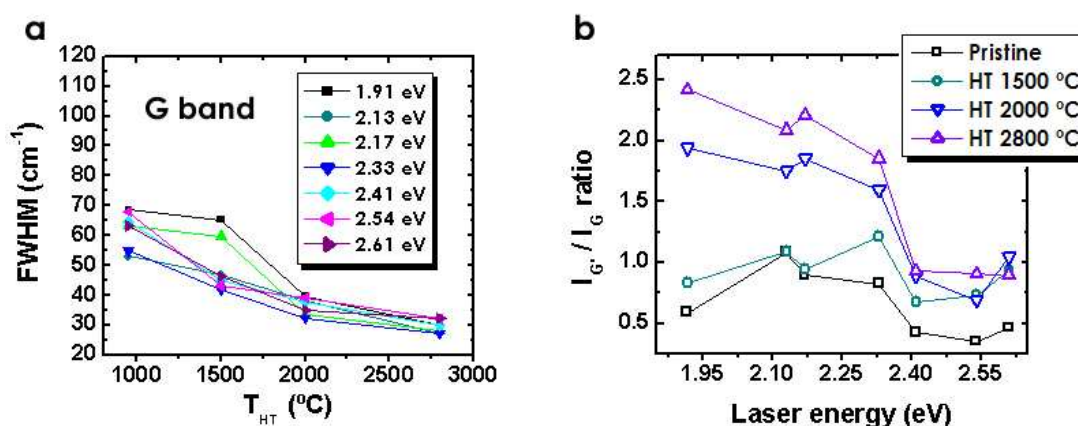 a
120
110
100
90
80
70
60
50
40
30
20
FWHM (cm⁻¹)
G band
1.91 eV
2.13 eV
2.17 eV
2.33 eV
2.41 eV
2.54 eV
2.61 eV
1000 1500 2000 2500 3000
T_HT (ºC)
b
Pristine
HT 1500 ºC
HT 2000 ºC
HT 2800 ºC
2.5
2.0
1.5
1.0
0.5
I_G' / I_G ratio
1.95 2.10 2.25 2.40 2.55
Laser energy (eV)